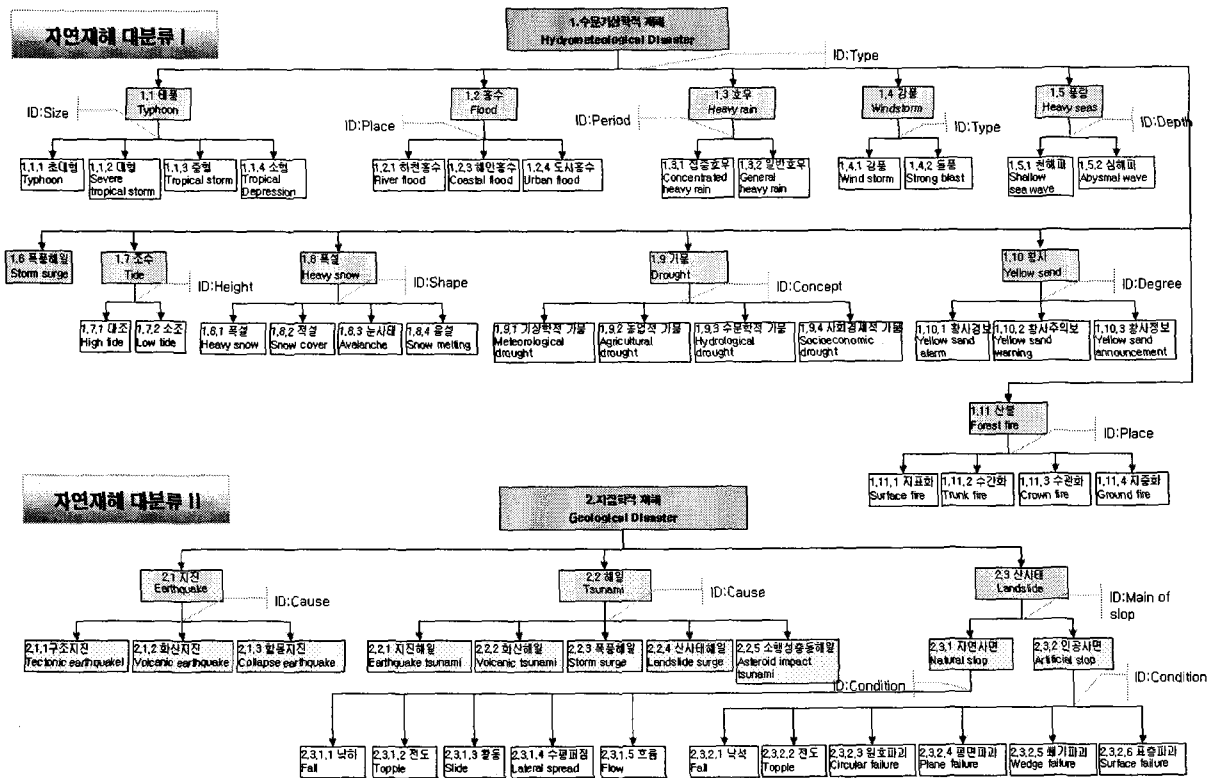 자연재해 대분류 I
1.수문기상학적 재해
Hydrometeological Disaster
ID:Type
1.1 태풍
Typhoon
1.2 홍수
Flood
1.3 호우
Heavy rain
1.4 강풍
Windstorm
1.5 풍랑
Heavy seas
ID:Size
ID:Place
ID:Period
ID:Type
ID:Depth
1.1.1 초대형
Typhoon
1.1.2 대형
Severe
tropical storm
1.1.3 중형
Tropical storm
1.1.4 소형
Tropical
Depression
1.2.1 하천홍수
River flood
1.2.3 해안홍수
Coastal flood
1.2.4 도시홍수
Urban flood
1.3.1 집중호우
Concentrated
heavy rain
1.3.2 일반호우
General
heavy rain
1.4.1 강풍
Wind storm
1.4.2 돌풍
Strong blast
1.5.1 천해파
Shallow
sea wave
1.5.2 심해파
Abysmal wave
1.6 폭풍해일
Storm surge
1.7 조수
Tide
1.8 폭설
Heavy snow
1.9 가뭄
Drought
1.10 황사
Yellow sand
ID:Height
ID:Shape
ID:Concept
ID:Degree
1.7.1 대조
High tide
1.7.2 소조
Low tide
1.8.1 폭설
Heavy snow
1.8.2 적설
Snow cover
1.8.3 눈사태
Avalanche
1.8.4 융설
Snow melting
1.9.1 기상학적 가뭄
Meteorological
drought
1.9.2 농업적 가뭄
Agricultural
drought
1.9.3 수문학적 가뭄
Hydrological
drought
1.9.4 사회경제적 가뭄
Socioeconomic
drought
1.10.1 황사경보
Yellow sand
alarm
1.10.2 황사주의보
Yellow sand
warning
1.10.3 황사정보
Yellow sand
announcement
1.11 산불
Forest fire
ID:Place
1.11.1 지표화
Surface fire
1.11.2 수간화
Trunk fire
1.11.3 수관화
Crown fire
1.11.4 지중화
Ground fire
자연재해 대분류 II
2.지질학적 재해
Geological Disaster
2.1 지진
Earthquake
2.2 해일
Tsunami
2.3 산사태
Landslide
ID:Cause
ID:Cause
ID:Main of
slop
2.1.1구조지진
Tectonic earthquakel
2.1.2 화산지진
Volcanic earthquake
2.1.3 함몰지진
Collapse earthquake
2.2.1 지진해일
Earthquake tsunami
2.2.2 화산해일
Volcanic tsunami
2.2.3 폭풍해일
Storm surge
2.2.4 산사태해일
Landslide surge
2.2.5 소행성충돌해일
Asteroid impact
tsunami
2.3.1 자연사면
Natural slop
2.3.2 인공사면
Artificial slop
ID:Condition
ID:Condition
2.3.1.1 낙하
Fall
2.3.1.2 전도
Topple
2.3.1.3 활동
Slide
2.3.1.4 수평퍼짐
Lateral spread
2.3.1.5 흐름
Flow
2.3.2.1 낙석
Fall
2.3.2.2 전도
Topple
2.3.2.3 원호파괴
Circular failure
2.3.2.4 평면파괴
Plane failure
2.3.2.5 쐐기파괴
Wedge failure
2.3.2.6 표층파괴
Surface failure